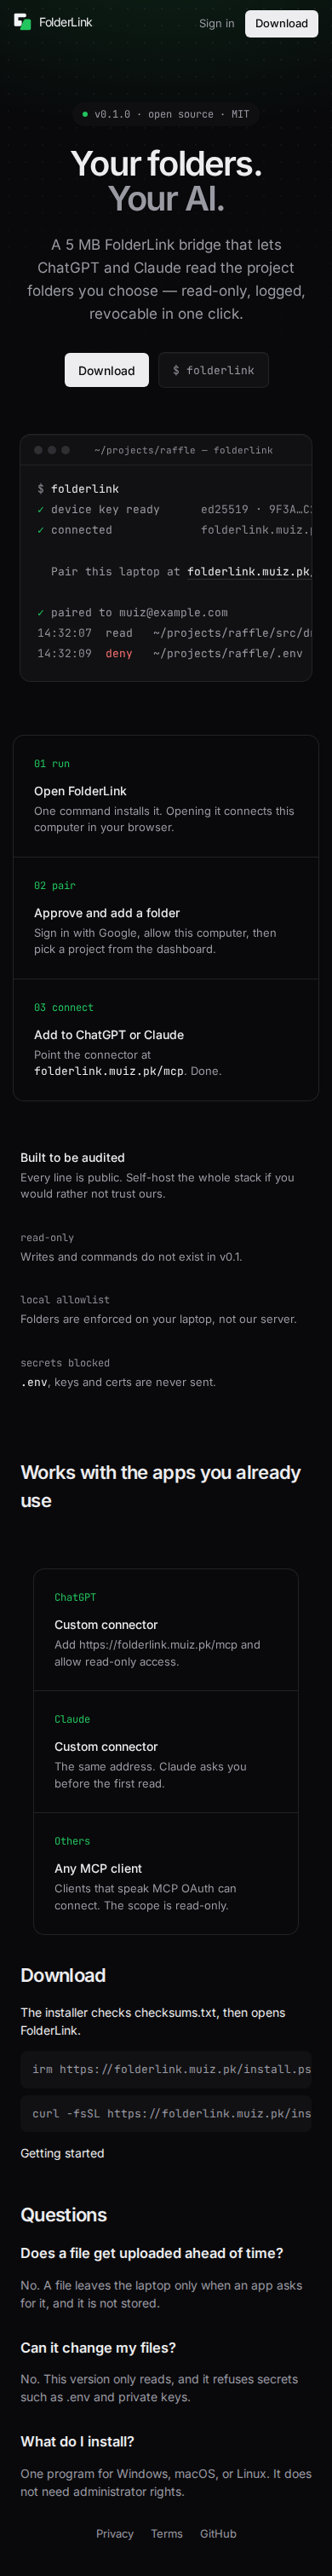 FolderLink
Sign in
Download
v0.1.0 · open source · MIT
Your folders.
Your AI.
A 5 MB FolderLink bridge that lets
ChatGPT and Claude read the project
folders you choose — read-only, logged,
revocable in one click.
Download
$ folderlink
~/projects/raffle — folderlink
$ folderlink
✓ device key ready ed25519 · 9F3A…C
✓ connected folderlink.muiz.p
Pair this laptop at folderlink.muiz.pk/
✓ paired to muiz@example.com
14:32:07 read ~/projects/raffle/src/dr
14:32:09 deny ~/projects/raffle/.env
01 run
Open FolderLink
One command installs it. Opening it connects this
computer in your browser.
02 pair
Approve and add a folder
Sign in with Google, allow this computer, then
pick a project from the dashboard.
03 connect
Add to ChatGPT or Claude
Point the connector at
folderlink.muiz.pk/mcp. Done.
Built to be audited
Every line is public. Self-host the whole stack if you
would rather not trust ours.
read-only
Writes and commands do not exist in v0.1.
local allowlist
Folders are enforced on your laptop, not our server.
secrets blocked
.env, keys and certs are never sent.
Works with the apps you already
use
ChatGPT
Custom connector
Add https://folderlink.muiz.pk/mcp and
allow read-only access.
Claude
Custom connector
The same address. Claude asks you
before the first read.
Others
Any MCP client
Clients that speak MCP OAuth can
connect. The scope is read-only.
Download
The installer checks checksums.txt, then opens
FolderLink.
irm https://folderlink.muiz.pk/install.ps
curl -fsSL https://folderlink.muiz.pk/ins
Getting started
Questions
Does a file get uploaded ahead of time?
No. A file leaves the laptop only when an app asks
for it, and it is not stored.
Can it change my files?
No. This version only reads, and it refuses secrets
such as .env and private keys.
What do I install?
One program for Windows, macOS, or Linux. It does
not need administrator rights.
Privacy
Terms
GitHub